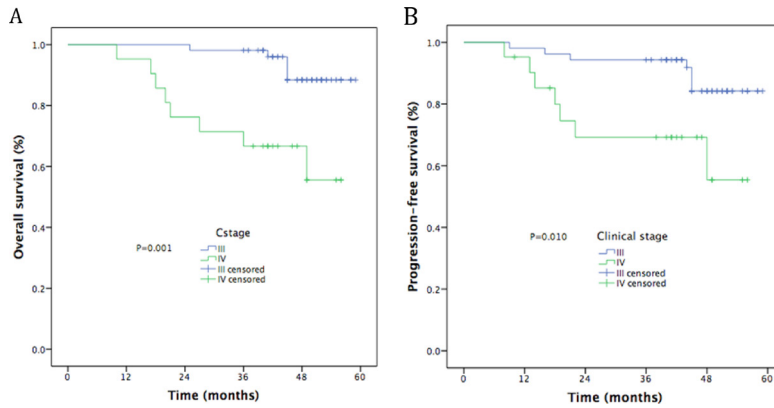 A
Overall survival (%)
1.0
0.8
0.6
0.4
0.2
0.0
P=0.001
Cstage
III
IV
III censored
IV censored
0 12 24 36 48 60
Time (months)
B
Progression-free survival (%)
1.0
0.8
0.6
0.4
0.2
0.0
P=0.010
Clinical stage
III
IV
III censored
IV censored
0 12 24 36 48 60
Time (months)